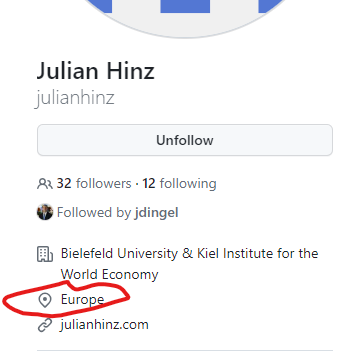 Julian Hinz
julianhinz
Unfollow
32 followers · 12 following
Followed by jdingel
Bielefeld University & Kiel Institute for the
World Economy
Europe
julianhinz.com